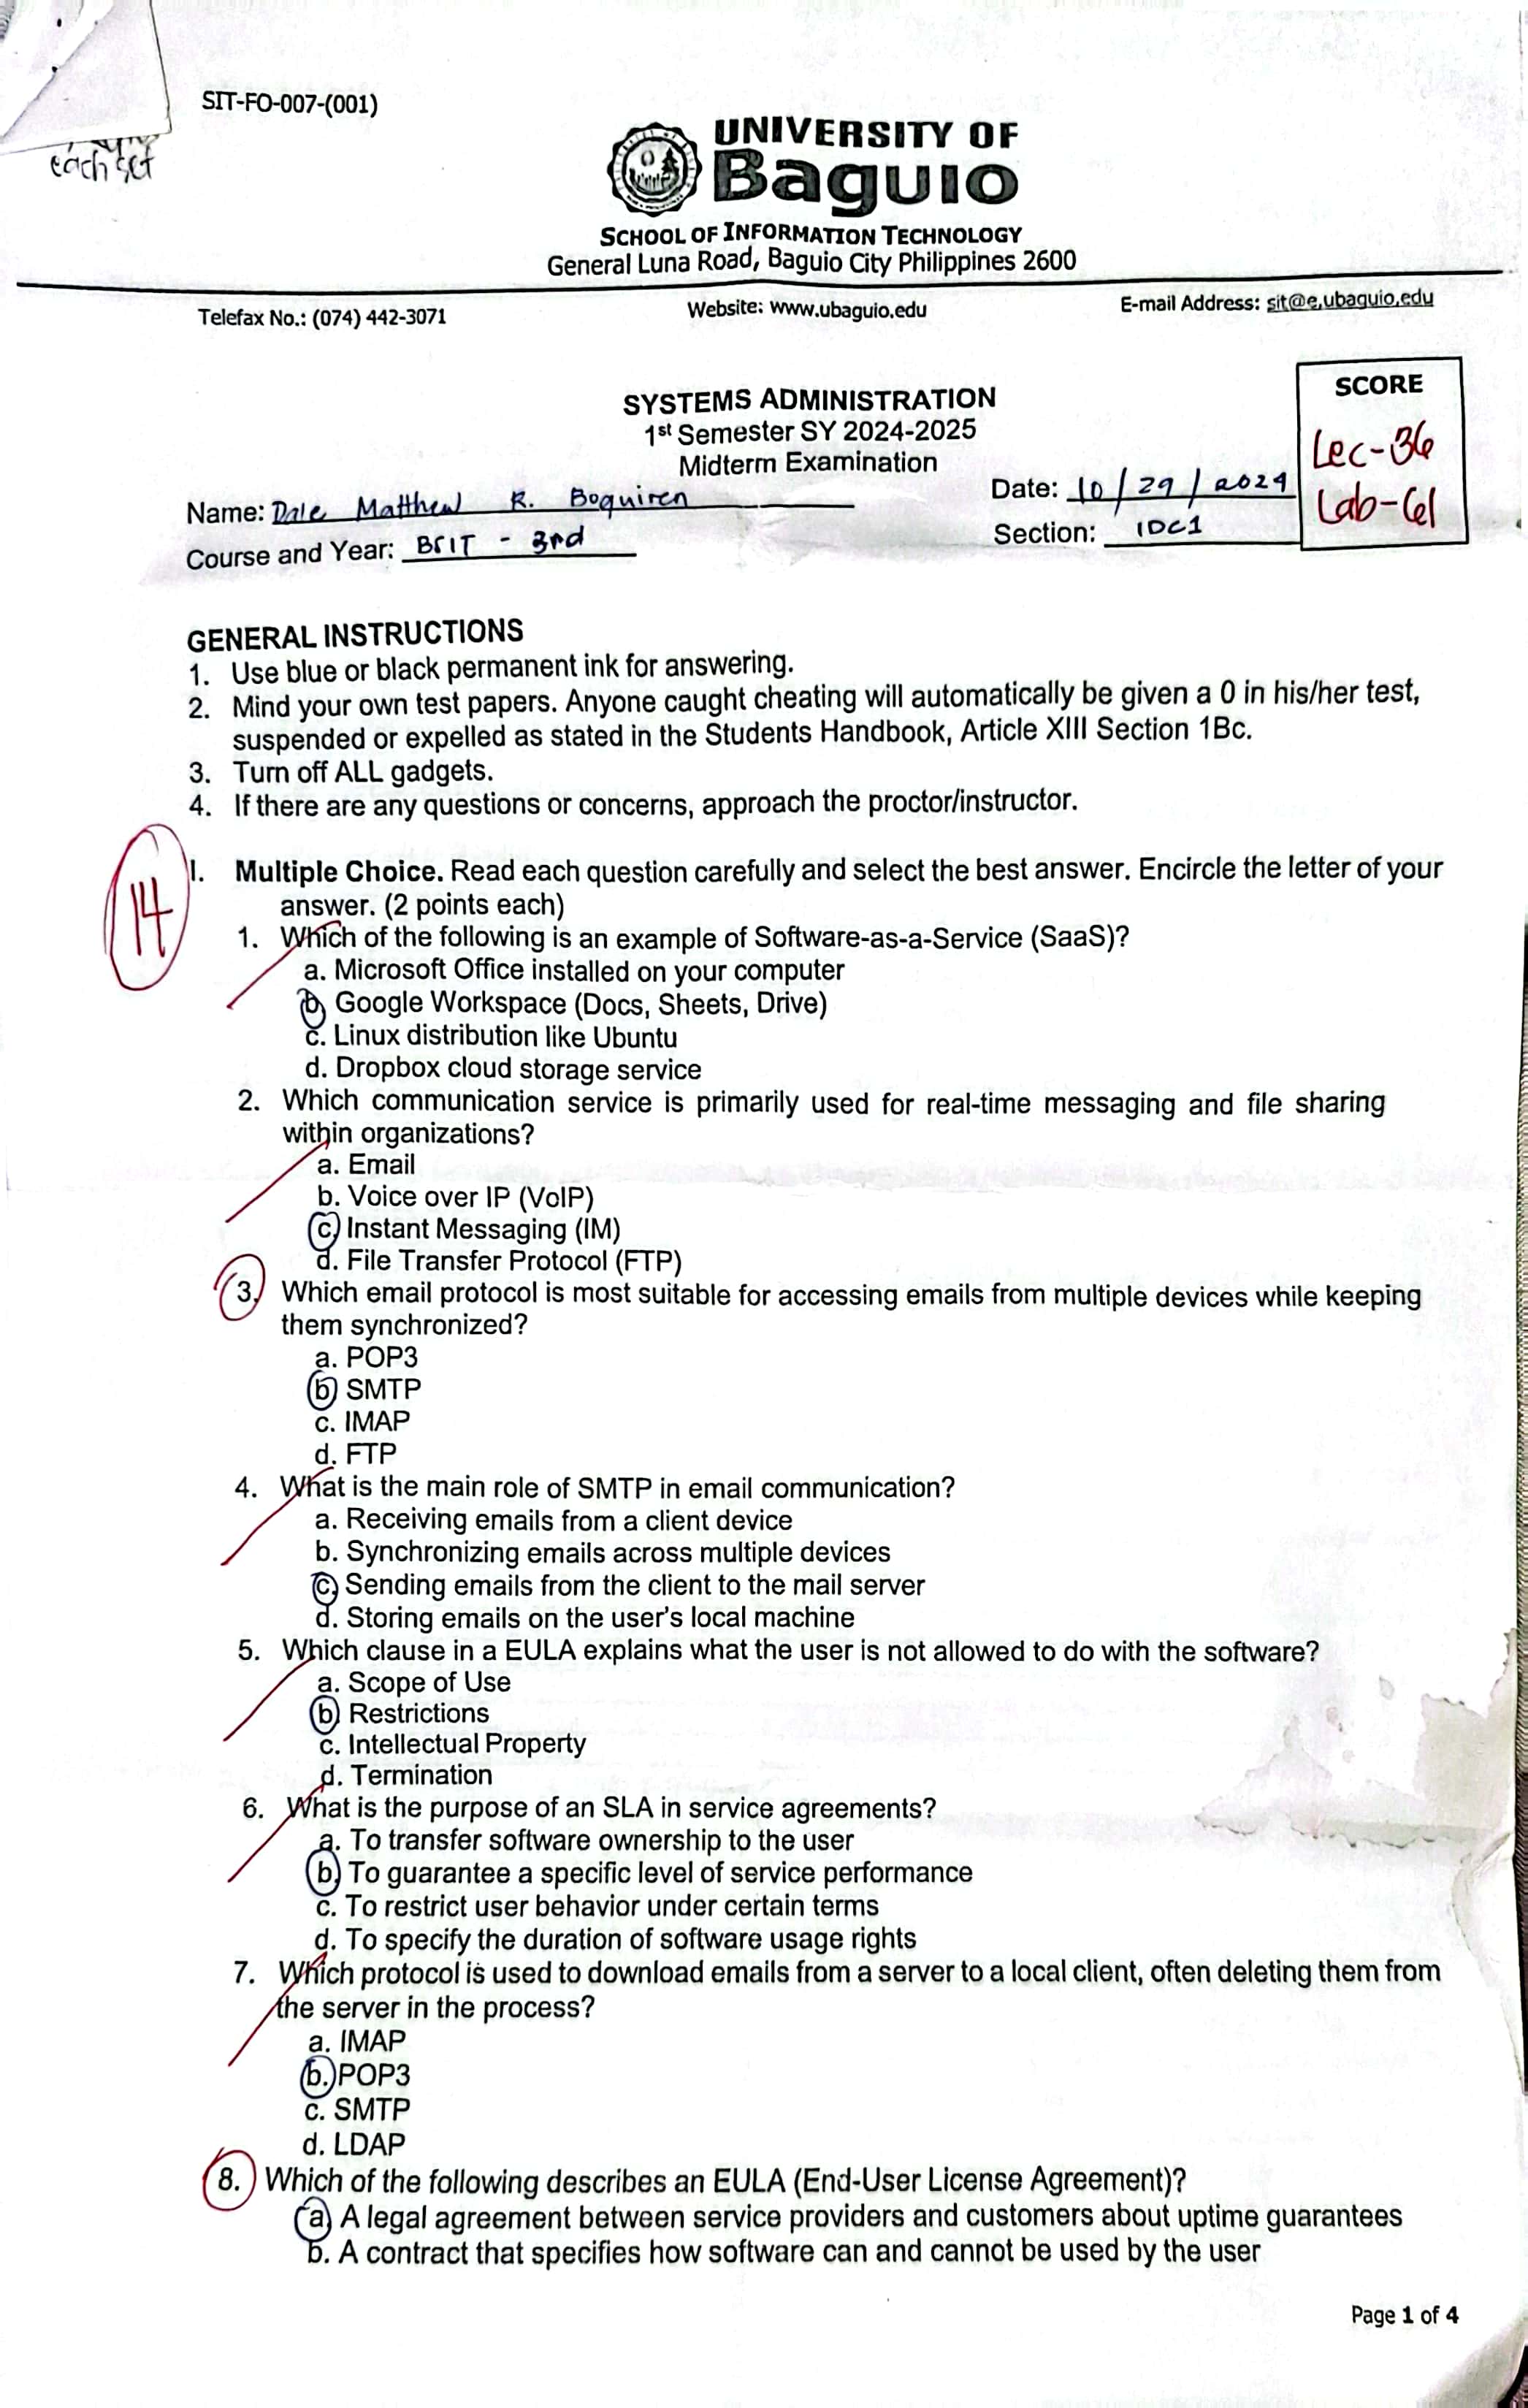 SIT-FO-007-(001)
each set
UNIVERSITY OF
Baguio
SCHOOL OF INFORMATION TECHNOLOGY
General Luna Road, Baguio City Philippines 2600
Telefax No.: (074) 442-3071 Website: www.ubaguio.edu E-mail Address: sit@e.ubaguio.edu
SCORE
Lec-36
Lab-61
SYSTEMS ADMINISTRATION
1st Semester SY 2024-2025
Midterm Examination
Name: Dale Matthew R. Boquiren Date: 10/29/2024
Course and Year: BSIT - 3rd Section: IDC1
GENERAL INSTRUCTIONS
1. Use blue or black permanent ink for answering.
2. Mind your own test papers. Anyone caught cheating will automatically be given a 0 in his/her test,
suspended or expelled as stated in the Students Handbook, Article XIII Section 1Bc.
3. Turn off ALL gadgets.
4. If there are any questions or concerns, approach the proctor/instructor.
14
I. Multiple Choice. Read each question carefully and select the best answer. Encircle the letter of your
answer. (2 points each)
1. Which of the following is an example of Software-as-a-Service (SaaS)?
a. Microsoft Office installed on your computer
b. Google Workspace (Docs, Sheets, Drive)
c. Linux distribution like Ubuntu
d. Dropbox cloud storage service
2. Which communication service is primarily used for real-time messaging and file sharing
within organizations?
a. Email
b. Voice over IP (VoIP)
c. Instant Messaging (IM)
d. File Transfer Protocol (FTP)
3. Which email protocol is most suitable for accessing emails from multiple devices while keeping
them synchronized?
a. POP3
b. SMTP
c. IMAP
d. FTP
4. What is the main role of SMTP in email communication?
a. Receiving emails from a client device
b. Synchronizing emails across multiple devices
c. Sending emails from the client to the mail server
d. Storing emails on the user's local machine
5. Which clause in a EULA explains what the user is not allowed to do with the software?
a. Scope of Use
b. Restrictions
c. Intellectual Property
d. Termination
6. What is the purpose of an SLA in service agreements?
a. To transfer software ownership to the user
b. To guarantee a specific level of service performance
c. To restrict user behavior under certain terms
d. To specify the duration of software usage rights
7. Which protocol is used to download emails from a server to a local client, often deleting them from
the server in the process?
a. IMAP
b. POP3
c. SMTP
d. LDAP
8. Which of the following describes an EULA (End-User License Agreement)?
a. A legal agreement between service providers and customers about uptime guarantees
b. A contract that specifies how software can and cannot be used by the user
Page 1 of 4